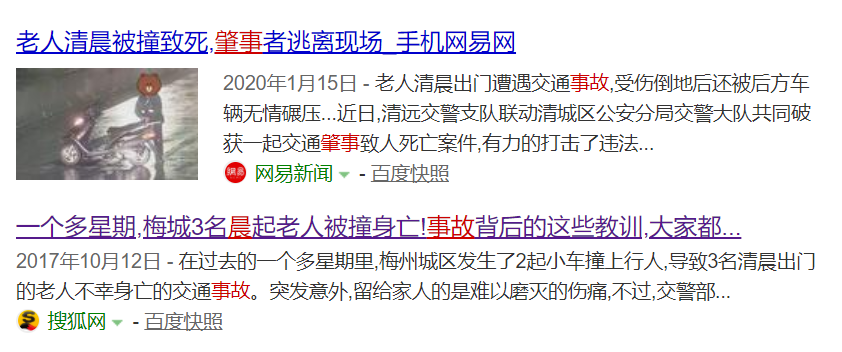 老人清晨被撞致死,肇事者逃离现场_手机网易网
2020年1月15日 - 老人清晨出门遭遇交通事故,受伤倒地后还被后方车
辆无情碾压...近日,清远交警支队联动清城区公安分局交警大队共同破
获一起交通肇事致人死亡案件,有力的打击了违法...
網易 网易新闻 - 百度快照
一个多星期,梅城3名晨起老人被撞身亡!事故背后的这些教训,大家都...
2017年10月12日 - 在过去的一个多星期里,梅州城区发生了2起小车撞上行人,导致3名清晨出门
的老人不幸身亡的交通事故。突发意外,留给家人的是难以磨灭的伤痛,不过,交警部...
S 搜狐网 - 百度快照